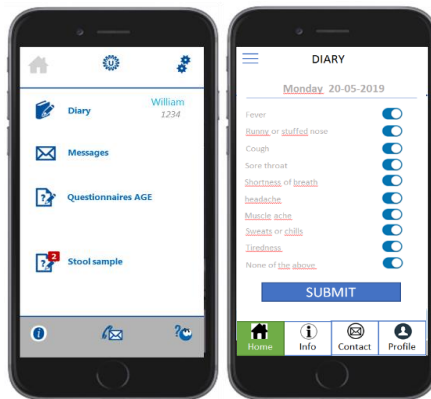 U
William
Diary
1234
Messages
Questionnaires AGE
2
Stool sample
i
?
DIARY
Monday 20-05-2019
Fever
Runny or stuffed nose
Cough
Sore throat
Shortness of breath
headache
Muscle ache
Sweats or chills
Tiredness
None of the above
SUBMIT
Home Info Contact Profile